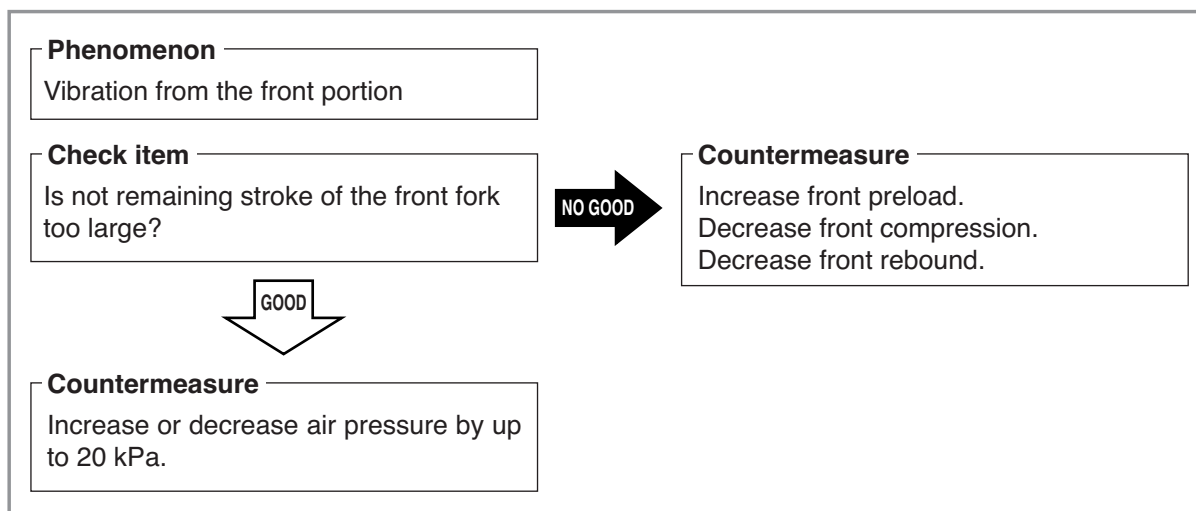 Phenomenon
Vibration from the front portion
Check item
Is not remaining stroke of the front fork
too large?
NO GOOD
Countermeasure
Increase front preload.
Decrease front compression.
Decrease front rebound.
GOOD
Countermeasure
Increase or decrease air pressure by up
to 20 kPa.